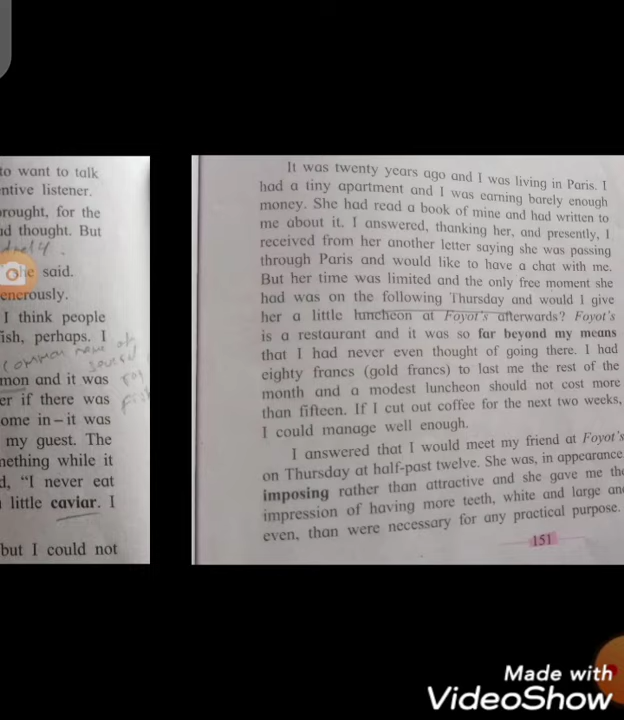 to want to talk
ntive listener.
rought, for the
d thought. But
he said.
enerously.
I think people
ish, perhaps. I
common name of
several
mon and it was
er if there was
ome in–it was
my guest. The
nething while it
d, "I never eat
little caviar. I
but I could not
It was twenty years ago and I was living in Paris. I
had a tiny apartment and I was earning barely enough
money. She had read a book of mine and had written to
me about it. I answered, thanking her, and presently, I
received from her another letter saying she was passing
through Paris and would like to have a chat with me.
But her time was limited and the only free moment she
had was on the following Thursday and would I give
her a little luncheon at Foyot's afterwards? Foyot's
is a restaurant and it was so far beyond my means
that I had never even thought of going there. I had
eighty francs (gold francs) to last me the rest of the
month and a modest luncheon should not cost more
than fifteen. If I cut out coffee for the next two weeks,
I could manage well enough.
I answered that I would meet my friend at Foyot's
on Thursday at half-past twelve. She was, in appearance
imposing rather than attractive and she gave me the
impression of having more teeth, white and large and
even, than were necessary for any practical purpose.
151
Made with
VideoShow